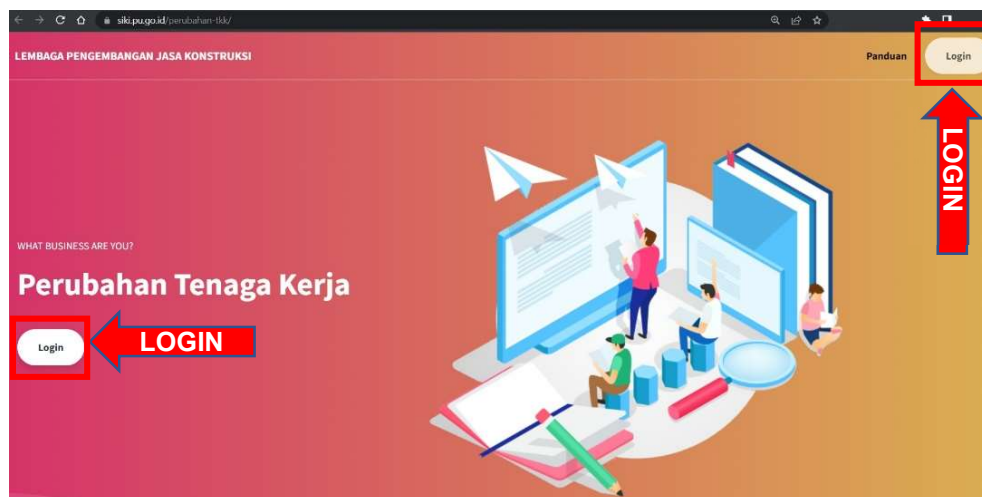 siki.pu.go.id/perubahan-tkk/
LEMBAGA PENGEMBANGAN JASA KONSTRUKSI
Panduan
Login
LOGIN
WHAT BUSINESS ARE YOU?
Perubahan Tenaga Kerja
Login
LOGIN